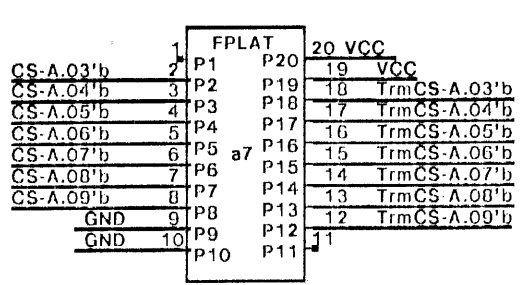 FPLAT
1 P1 P20 20 VCC
CS-A.03'b 2 P2 P19 19 VCC
CS-A.04'b 3 P3 P18 18 TrmCS-A.03'b
CS-A.05'b 4 P4 P17 17 TrmCS-A.04'b
CS-A.06'b 5 P5 P16 16 TrmCS-A.05'b
CS-A.07'b 6 P6 a7 P15 15 TrmCS-A.06'b
CS-A.08'b 7 P7 P14 14 TrmCS-A.07'b
CS-A.09'b 8 P8 P13 13 TrmCS-A.08'b
GND 9 P9 P12 12 TrmCS-A.09'b
GND 10 P10 P11 11